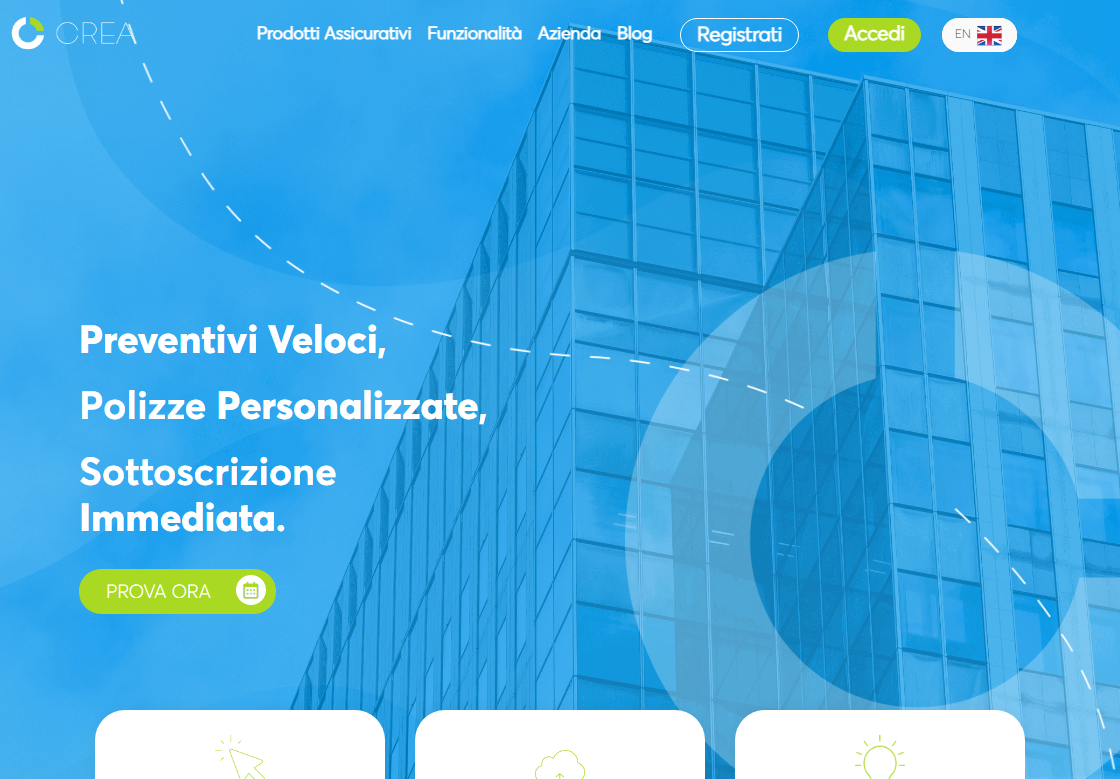 CREA
Prodotti Assicurativi Funzionalità Azienda Blog Registrati Accedi EN
Preventivi Veloci,
Polizze Personalizzate,
Sottoscrizione
Immediata.
PROVA ORA